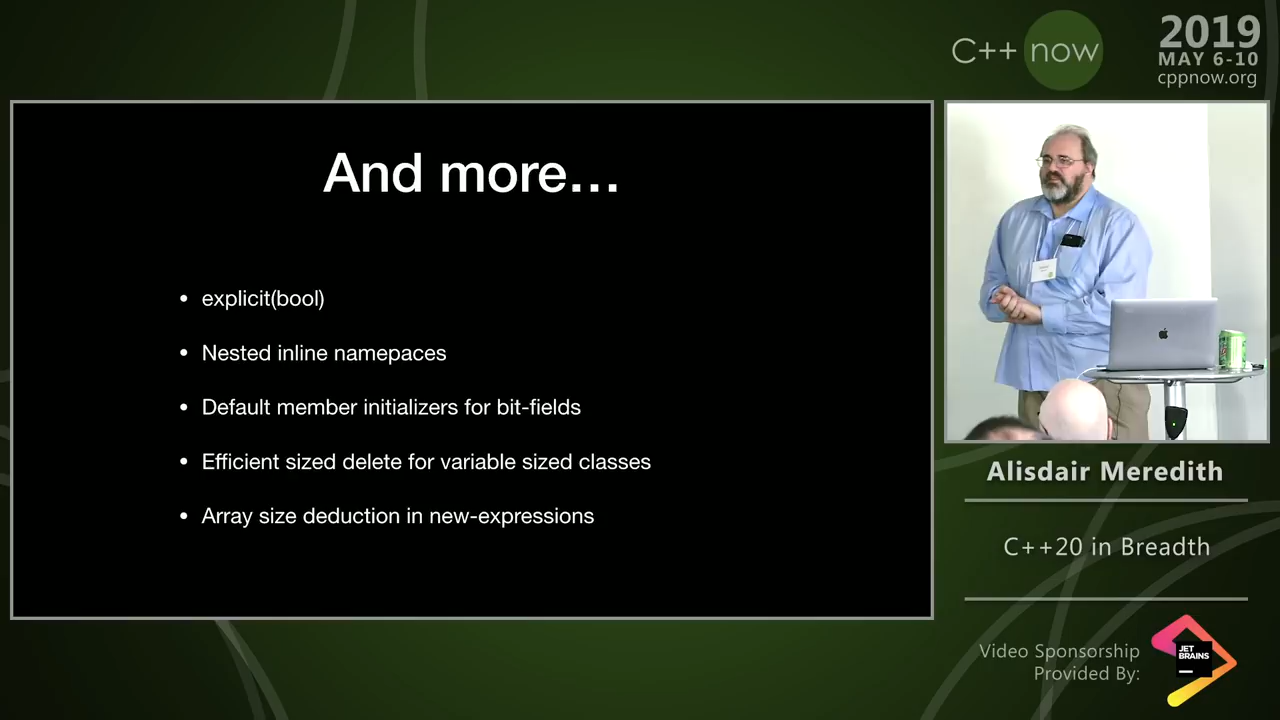 C++ now
2019
MAY 6-10
cppnow.org
And more...
• explicit(bool)
• Nested inline namepaces
• Default member initializers for bit-fields
• Efficient sized delete for variable sized classes
• Array size deduction in new-expressions
Alisdair Meredith
C++20 in Breadth
Video Sponsorship
Provided By:
JET
BRAINS